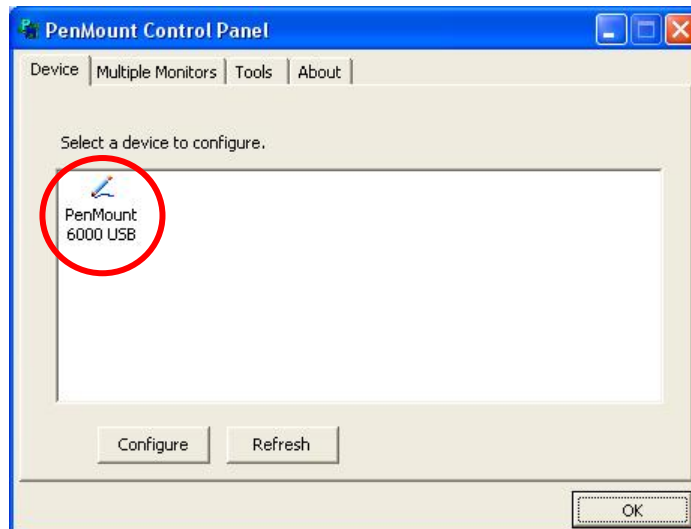 PenMount Control Panel
Device Multiple Monitors Tools About
Select a device to configure.
PenMount
6000 USB
Configure Refresh
OK